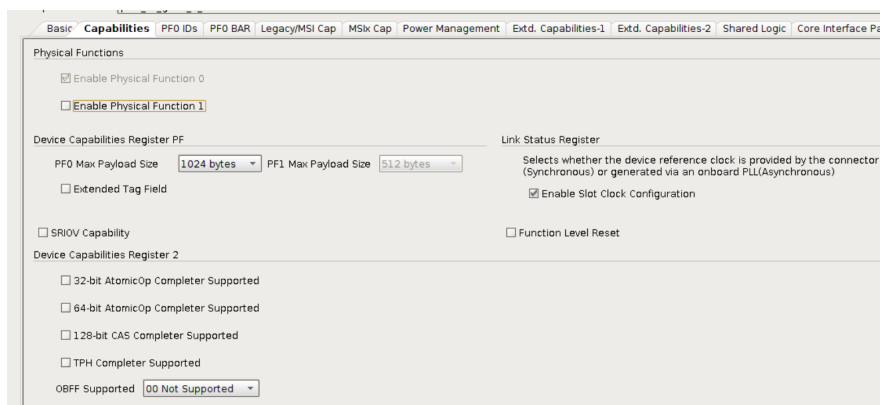 Basic Capabilities PF0 IDs PF0 BAR Legacy/MSI Cap MSIx Cap Power Management Extd. Capabilities-1 Extd. Capabilities-2 Shared Logic Core Interface Pa
Physical Functions
Enable Physical Function 0
Enable Physical Function 1
Device Capabilities Register PF
PF0 Max Payload Size 1024 bytes PF1 Max Payload Size 512 bytes
Extended Tag Field
Link Status Register
Selects whether the device reference clock is provided by the connector
(Synchronous) or generated via an onboard PLL(Asynchronous)
Enable Slot Clock Configuration
SRIOV Capability
Function Level Reset
Device Capabilities Register 2
32-bit AtomicOp Completer Supported
64-bit AtomicOp Completer Supported
128-bit CAS Completer Supported
TPH Completer Supported
OBFF Supported 00 Not Supported